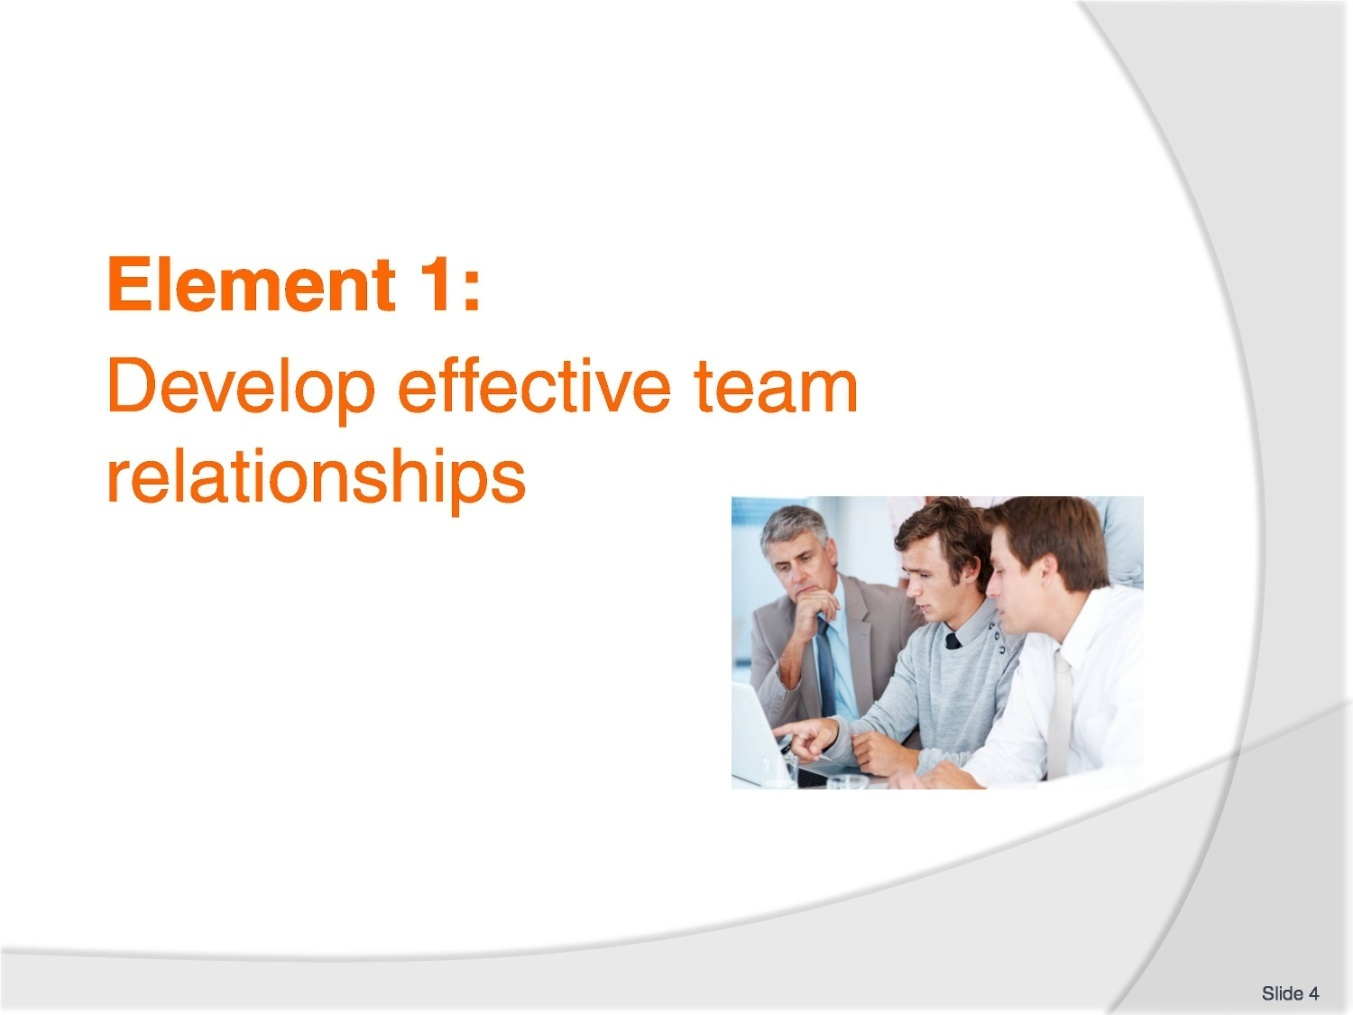 Element 1:
Develop effective team
relationships
Slide 4